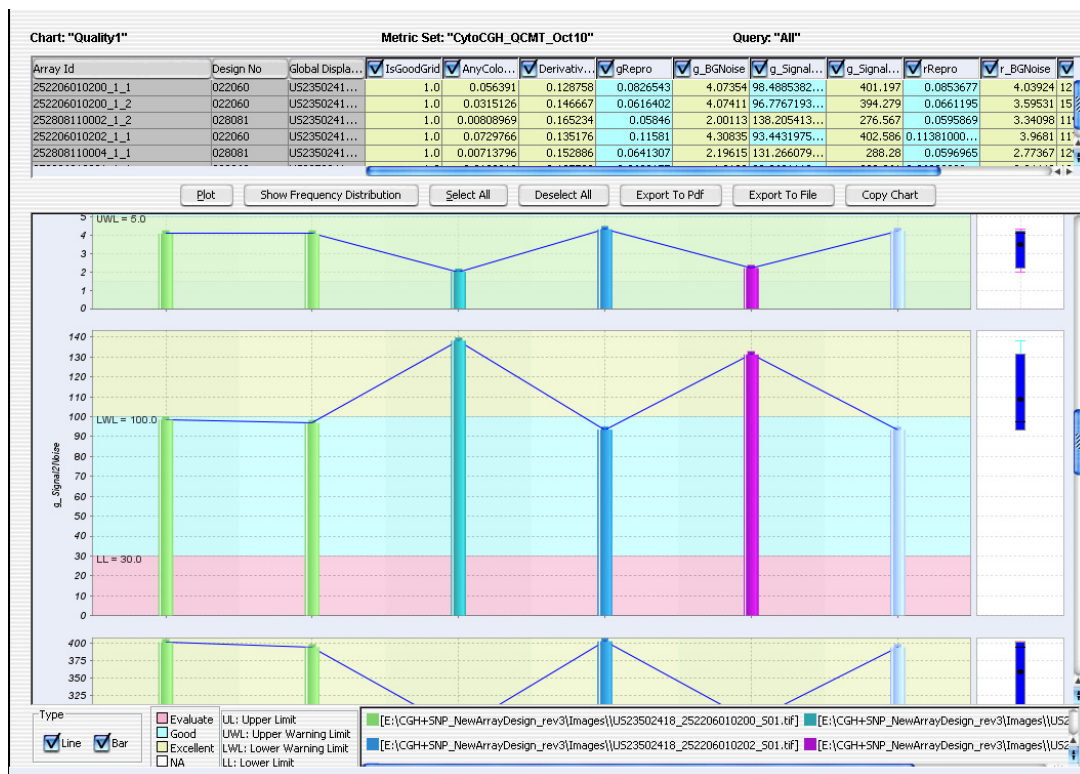 Chart: "Quality1" Metric Set: "CytoCGH_QCMT_Oct10" Query: "All"
Array Id Design No Global Displa... IsGoodGrid AnyColo... Derivativ... gRepro g_BGNoise g_Signal... g_Signal... rRepro r_BGNoise
252206010200_1_1 022060 US2350241... 1.0 0.056391 0.128758 0.0826543 4.07354 98.4885382... 401.197 0.0853677 4.03924 12
252206010200_1_2 022060 US2350241... 1.0 0.0315126 0.146667 0.0616402 4.07411 96.7767193... 394.279 0.0661195 3.59531 15
252808110002_1_2 028081 US2350241... 1.0 0.00808969 0.165234 0.05846 2.00113 138.205413... 276.567 0.0595869 3.34098 11
252206010202_1_1 022060 US2350241... 1.0 0.0729766 0.135176 0.11581 4.30835 93.4431975... 402.586 0.11381000... 3.9681 11
252808110004_1_1 028081 US2350241... 1.0 0.00713796 0.152886 0.0641307 2.19615 131.266079... 288.28 0.0596965 2.77367 12
Plot Show Frequency Distribution Select All Deselect All Export To Pdf Export To File Copy Chart
5 UWL = 5.0
4
3
2
1
0
140
130
120
110
100 LWL = 100.0
90
80
70
60
50
40
30 LL = 30.0
20
10
0
g_Signal2Noise
400
375
350
325
Type
Line Bar
Evaluate UL: Upper Limit
Good UWL: Upper Warning Limit
Excellent LWL: Lower Warning Limit
NA LL: Lower Limit
[E:\CGH+SNP_NewArrayDesign_rev3\Images\\US23502418_252206010200_S01.tif] [E:\CGH+SNP_NewArrayDesign_rev3\Images\\US2
[E:\CGH+SNP_NewArrayDesign_rev3\Images\\US23502418_252206010202_S01.tif] [E:\CGH+SNP_NewArrayDesign_rev3\Images\\US2